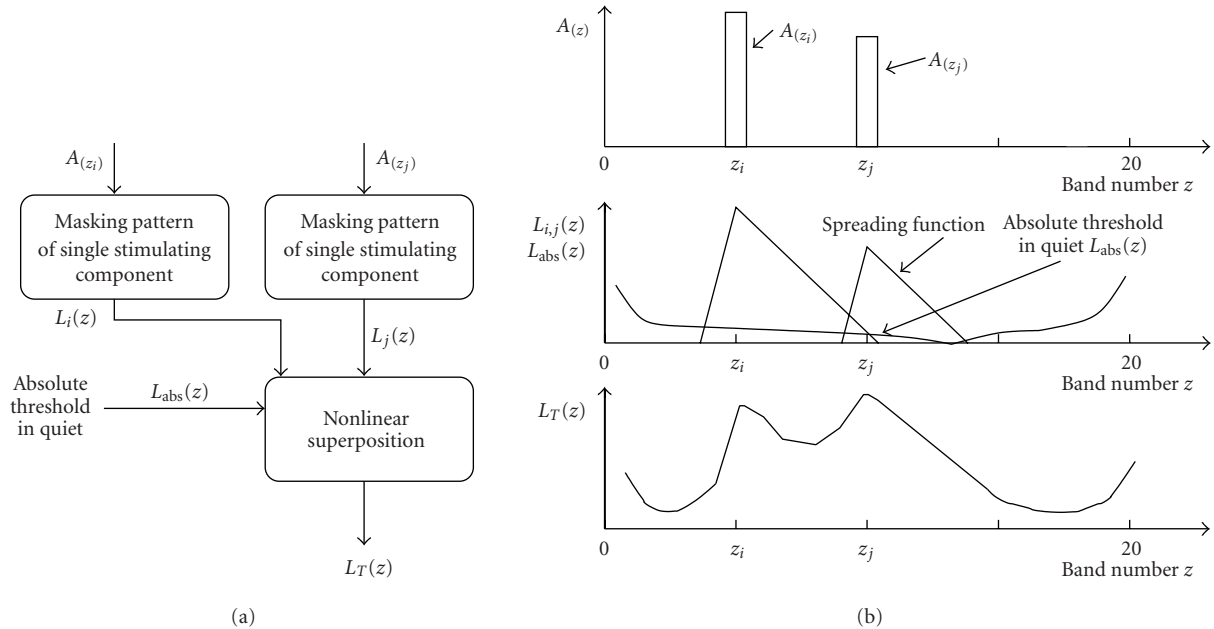 A(zi)
A(zj)
Masking pattern
of single stimulating
component
Masking pattern
of single stimulating
component
Li(z)
Lj(z)
Absolute
threshold
in quiet
Labs(z)
Nonlinear
superposition
LT(z)
(a)
A(z)
A(zi)
A(zj)
0
zi
zj
20
Band number z
Li,j(z)
Labs(z)
Spreading function
Absolute threshold
in quiet Labs(z)
0
zi
zj
20
Band number z
LT(z)
0
zi
zj
20
Band number z
(b)